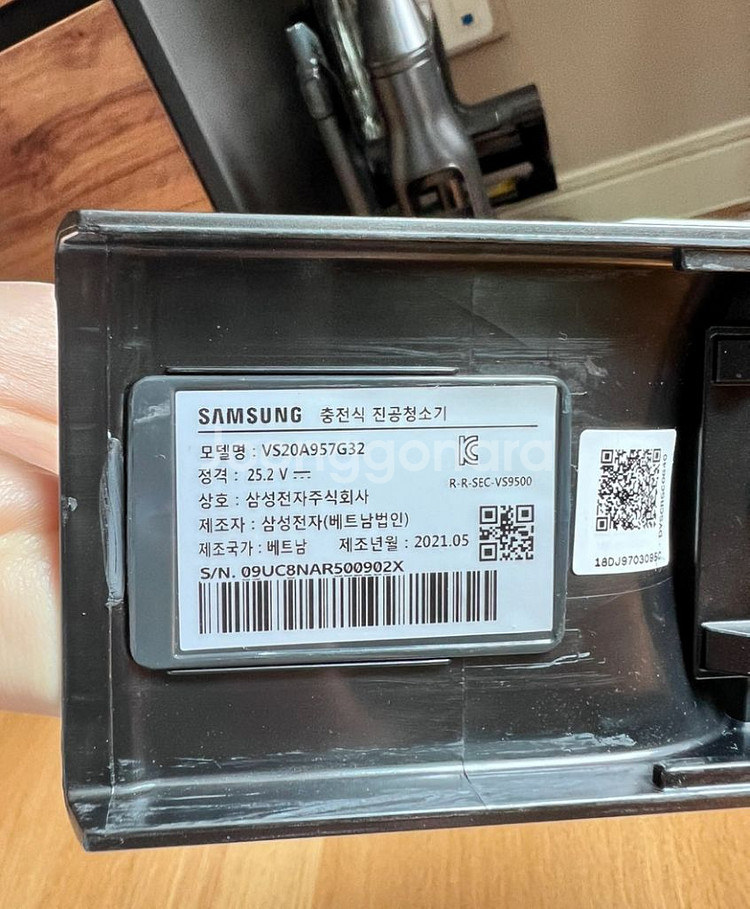 SAMSUNG 충전식 진공청소기
모델명 : VS20A957G32
정격 : 25.2 V
R-R-SEC-VS9500
상호 : 삼성전자주식회사
제조자 : 삼성전자(베트남법인)
제조국가 : 베트남 제조년월 : 2021.05
S/N. 09UC8NAR500902X
joonggonara